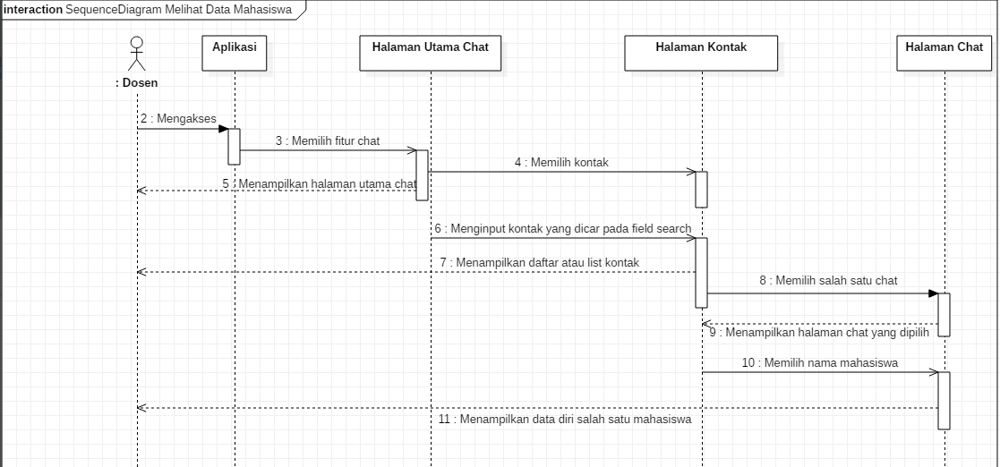 interaction SequenceDiagram Melihat Data Mahasiswa
Aplikasi
Halaman Utama Chat
Halaman Kontak
Halaman Chat
: Dosen
2 : Mengakses
3 : Memilih fitur chat
4 : Memilih kontak
5 : Menampilkan halaman utama chat
6 : Menginput kontak yang dicar pada field search
7 : Menampilkan daftar atau list kontak
8 : Memilih salah satu chat
9 : Menampilkan halaman chat yang dipilih
10 : Memilih nama mahasiswa
11 : Menampilkan data diri salah satu mahasiswa